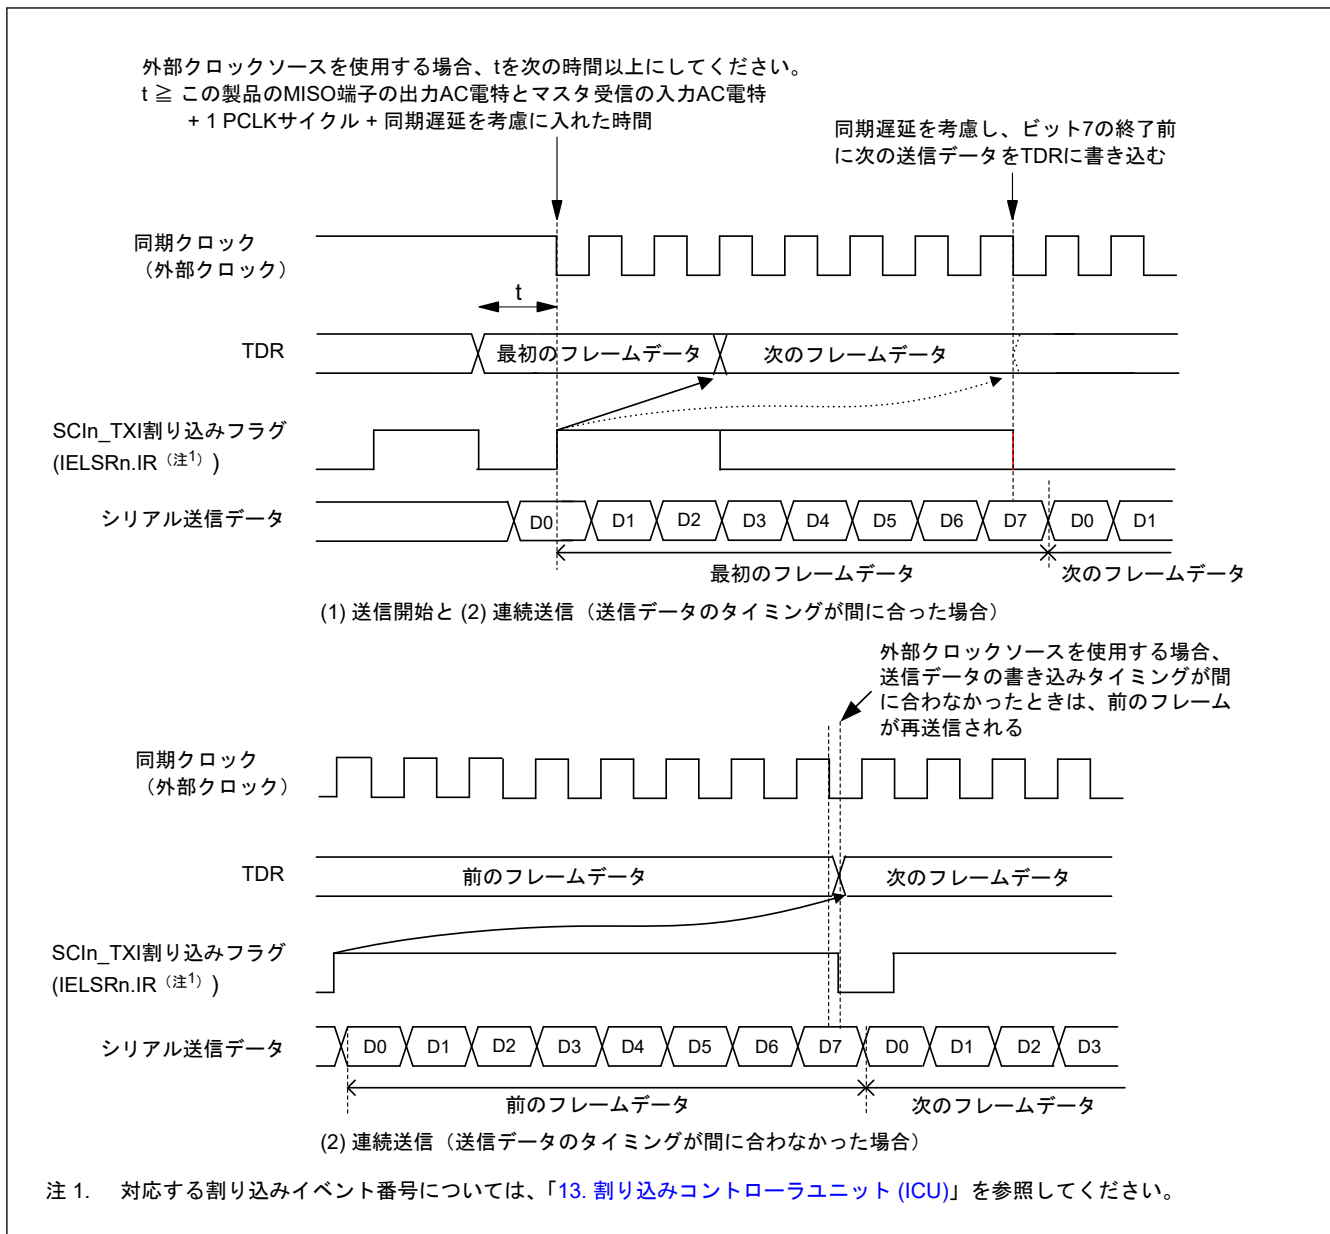 外部クロックソースを使用する場合、tを次の時間以上にしてください。
t ≧ この製品のMISO端子の出力AC電特とマスタ受信の入力AC電特
+ 1 PCLKサイクル + 同期遅延を考慮に入れた時間
同期遅延を考慮し、ビット7の終了前
に次の送信データをTDRに書き込む
同期クロック
（外部クロック）
t
TDR
最初のフレームデータ
次のフレームデータ
SCIn_TXI割り込みフラグ
(IELSRn.IR（注1）)
シリアル送信データ
D0 D1 D2 D3 D4 D5 D6 D7 D0 D1
最初のフレームデータ
次のフレームデータ
(1) 送信開始と (2) 連続送信（送信データのタイミングが間に合った場合）
外部クロックソースを使用する場合、
送信データの書き込みタイミングが間
に合わなかったときは、前のフレーム
が再送信される
同期クロック
（外部クロック）
TDR
前のフレームデータ
次のフレームデータ
SCIn_TXI割り込みフラグ
(IELSRn.IR（注1）)
シリアル送信データ
D0 D1 D2 D3 D4 D5 D6 D7 D0 D1 D2 D3
前のフレームデータ
次のフレームデータ
(2) 連続送信（送信データのタイミングが間に合わなかった場合）
注 1. 対応する割り込みイベント番号については、「13. 割り込みコントローラユニット (ICU)」を参照してください。